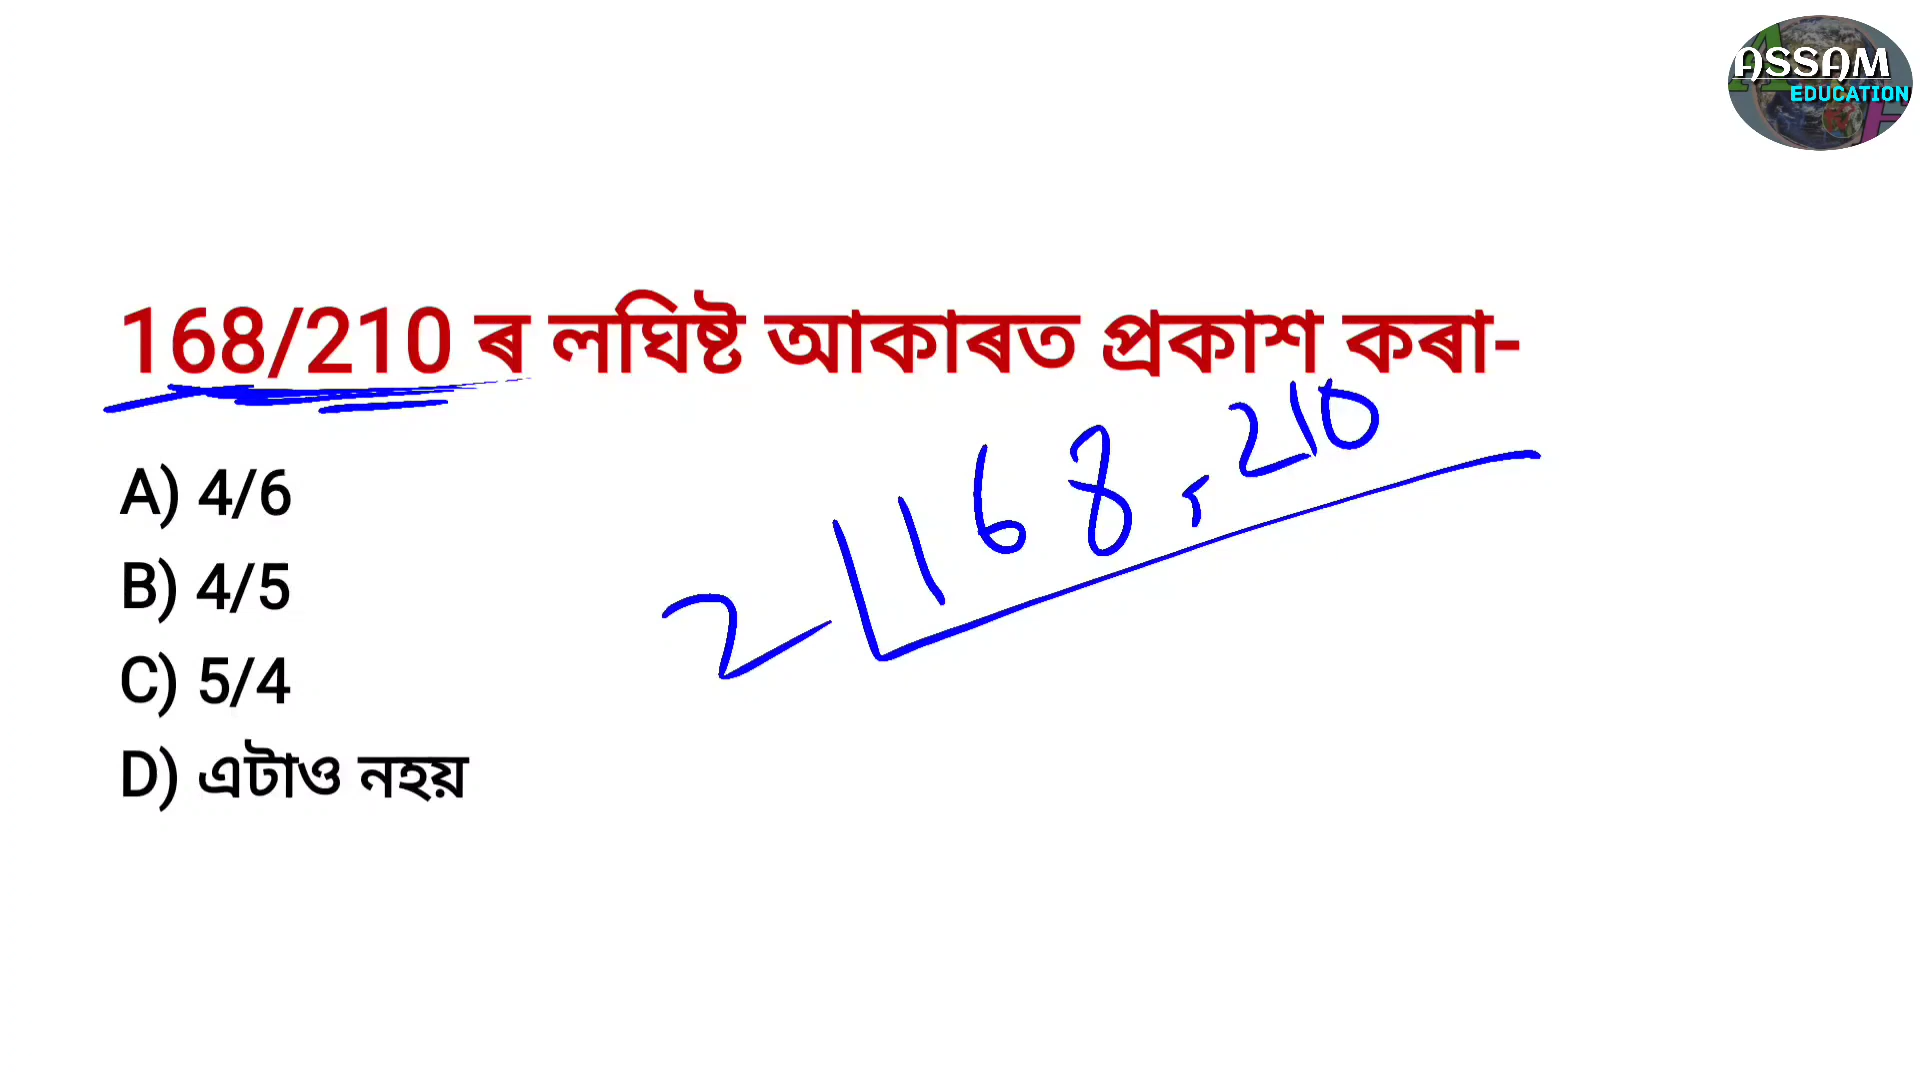 ASSAM
EDUCATION
168/210 ৰ লঘিষ্ট আকাৰত প্ৰকাশ কৰা-
A) 4/6
B) 4/5
C) 5/4
D) এটাও নহয়
2 168, 210